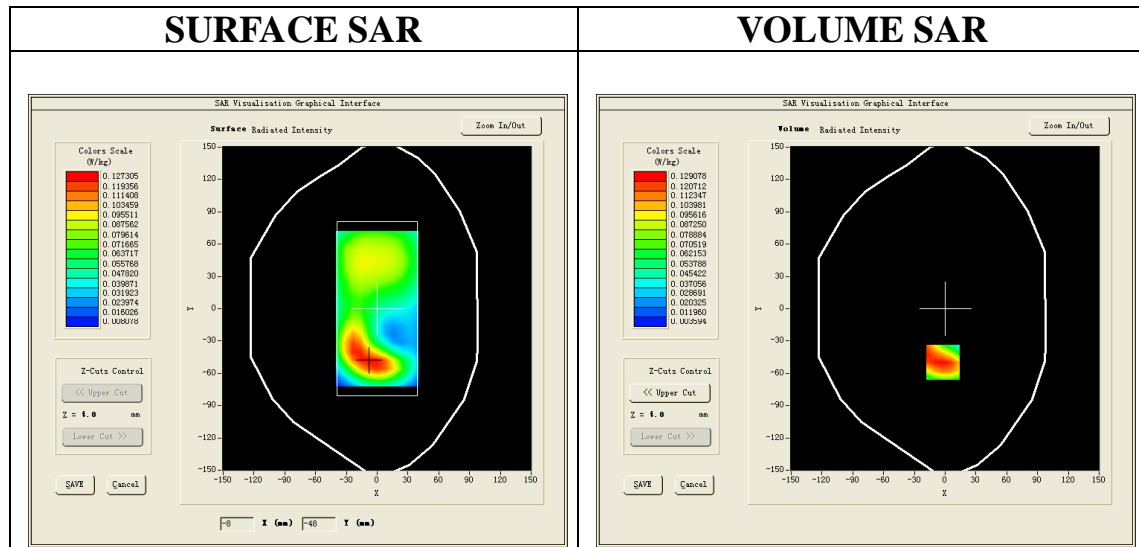 SURFACE SAR
VOLUME SAR
SAR Visualisation Graphical Interface
Surface Radiated Intensity
Zoom In/Out
Colors Scale
(W/kg)
0.127305
0.119356
0.111408
0.103459
0.095511
0.087562
0.079614
0.071665
0.063717
0.055768
0.047820
0.039871
0.031923
0.023974
0.016026
0.008078
150
120
90
60
30
0
-30
-60
-90
-120
-150
Y
-150 -120 -90 -60 -30 0 30 60 90 120 150
X
Z-Cuts Control
<< Upper Cut
Z = 4.0 mm
Lower Cut >>
SAVE Cancel
-8 X (mm) -48 Y (mm)
SAR Visualisation Graphical Interface
Volume Radiated Intensity
Zoom In/Out
Colors Scale
(W/kg)
0.129078
0.120712
0.112347
0.103981
0.095616
0.087250
0.078884
0.070519
0.062153
0.053788
0.045422
0.037056
0.028691
0.020325
0.011960
0.003594
150
120
90
60
30
0
-30
-60
-90
-120
-150
Y
-150 -120 -90 -60 -30 0 30 60 90 120 150
X
Z-Cuts Control
<< Upper Cut
Z = 4.0 mm
Lower Cut >>
SAVE Cancel